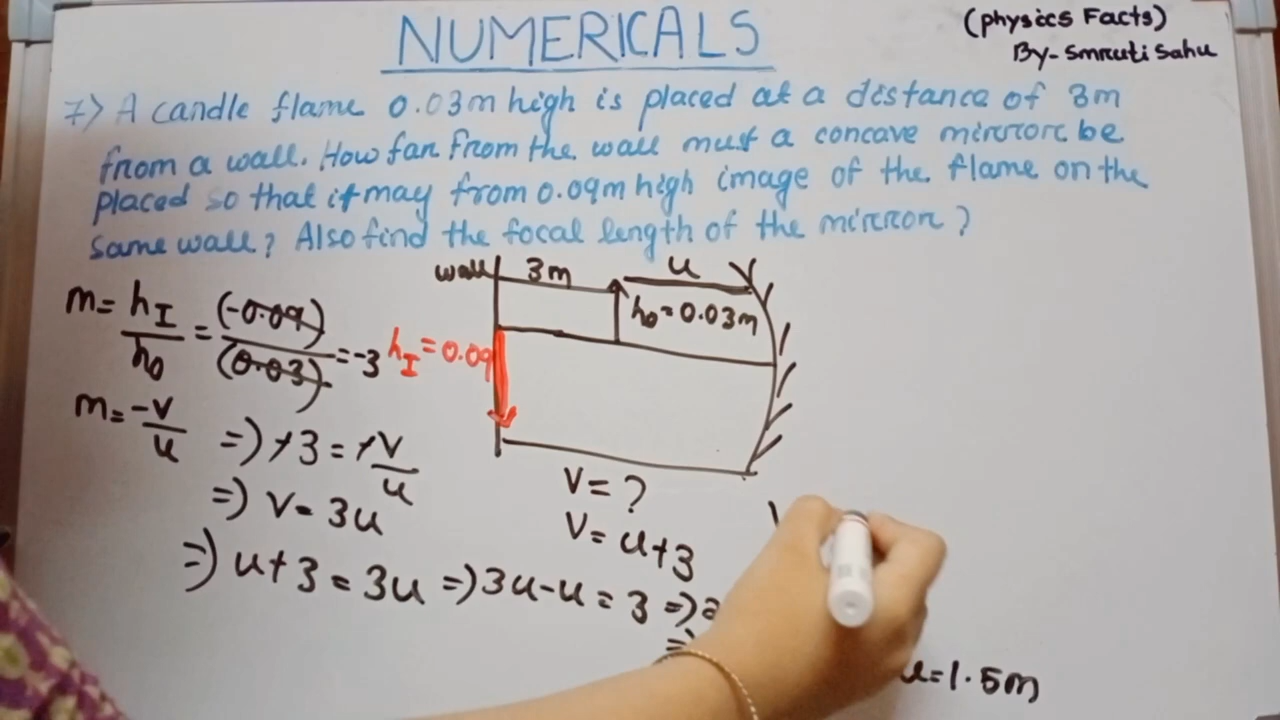 NUMERICALS
(physics Facts)
By- Smruti Sahu
7) A candle flame 0.03m high is placed at a distance of 3m
from a wall. How far from the wall must a concave mirror be
placed so that it may from 0.09m high image of the flame on the
same wall? Also find the focal length of the mirror?
wall 3m u
h₀=0.03m
m= h_I/h₀ = (-0.09)/(0.03) =-3
h_I=0.09
m= -v/u => -3 = -v/u
=> v= 3u
v= ?
v= u+3
=> u+3 = 3u => 3u-u = 3 => 2
=>
u=1.5m